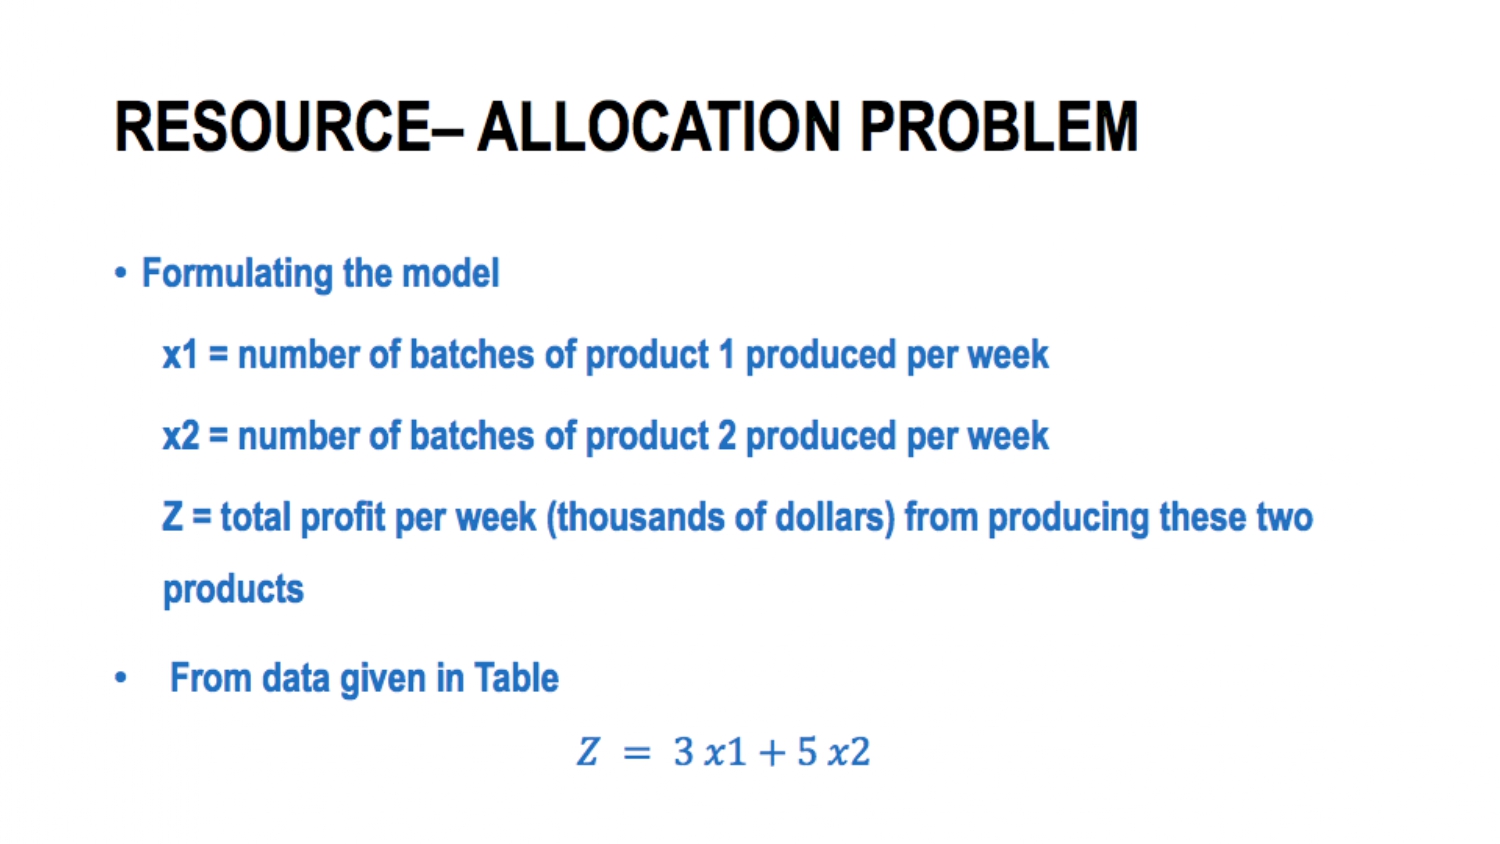 RESOURCE– ALLOCATION PROBLEM
• Formulating the model
x1 = number of batches of product 1 produced per week
x2 = number of batches of product 2 produced per week
Z = total profit per week (thousands of dollars) from producing these two
products
• From data given in Table
Z = 3 x1 + 5 x2